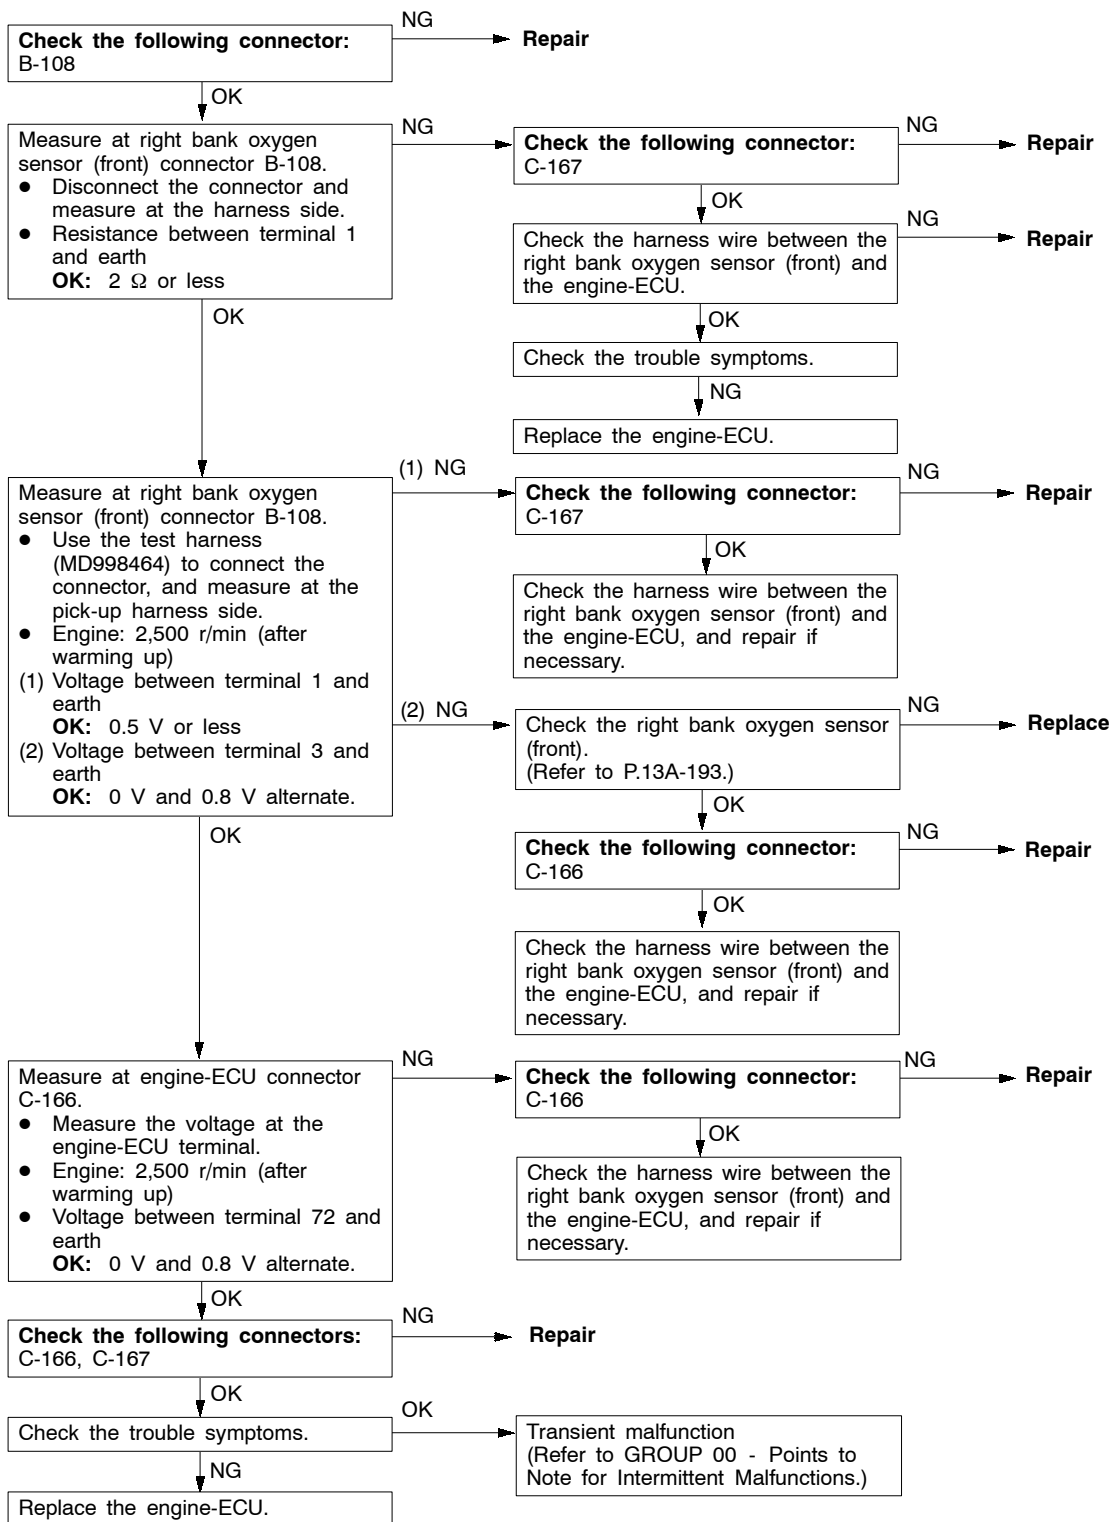 Check the following connector:
B-108
NG
Repair
OK
Measure at right bank oxygen
sensor (front) connector B-108.
● Disconnect the connector and
measure at the harness side.
● Resistance between terminal 1
and earth
OK: 2 Ω or less
NG
Check the following connector:
C-167
NG
Repair
OK
Check the harness wire between the
right bank oxygen sensor (front) and
the engine-ECU.
NG
Repair
OK
Check the trouble symptoms.
NG
Replace the engine-ECU.
OK
Measure at right bank oxygen
sensor (front) connector B-108.
● Use the test harness
(MD998464) to connect the
connector, and measure at the
pick-up harness side.
● Engine: 2,500 r/min (after
warming up)
(1) Voltage between terminal 1 and
earth
OK: 0.5 V or less
(2) Voltage between terminal 3 and
earth
OK: 0 V and 0.8 V alternate.
(1) NG
Check the following connector:
C-167
NG
Repair
OK
Check the harness wire between the
right bank oxygen sensor (front) and
the engine-ECU, and repair if
necessary.
(2) NG
Check the right bank oxygen sensor
(front).
(Refer to P.13A-193.)
NG
Replace
OK
Check the following connector:
C-166
NG
Repair
OK
Check the harness wire between the
right bank oxygen sensor (front) and
the engine-ECU, and repair if
necessary.
OK
Measure at engine-ECU connector
C-166.
● Measure the voltage at the
engine-ECU terminal.
● Engine: 2,500 r/min (after
warming up)
● Voltage between terminal 72 and
earth
OK: 0 V and 0.8 V alternate.
NG
Check the following connector:
C-166
NG
Repair
OK
Check the harness wire between the
right bank oxygen sensor (front) and
the engine-ECU, and repair if
necessary.
OK
Check the following connectors:
C-166, C-167
NG
Repair
OK
Check the trouble symptoms.
OK
Transient malfunction
(Refer to GROUP 00 - Points to
Note for Intermittent Malfunctions.)
NG
Replace the engine-ECU.